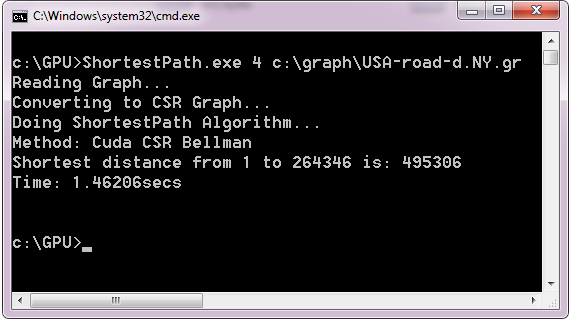 C:\Windows\system32\cmd.exe
c:\GPU>ShortestPath.exe 4 c:\graph\USA-road-d.NY.gr
Reading Graph...
Converting to CSR Graph...
Doing ShortestPath Algorithm...
Method: Cuda CSR Bellman
Shortest distance from 1 to 264346 is: 495306
Time: 1.46206secs
c:\GPU>_